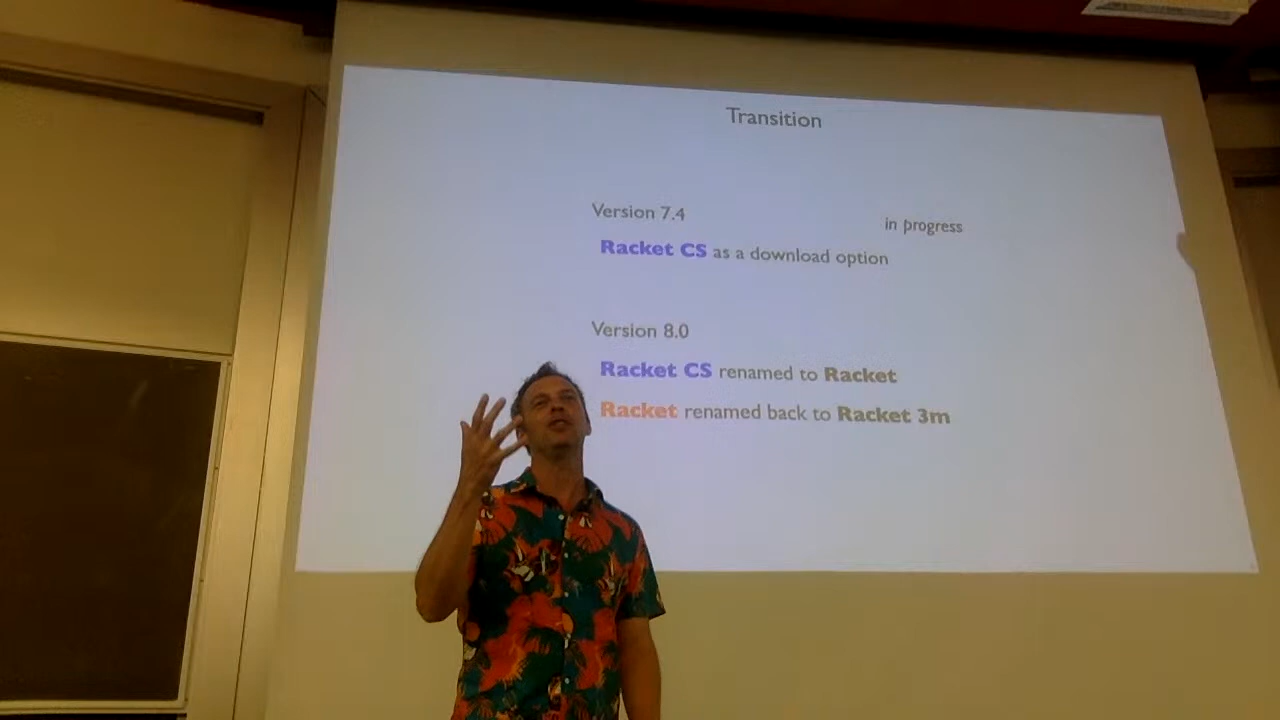 Transition
Version 7.4
in progress
Racket CS as a download option
Version 8.0
Racket CS renamed to Racket
Racket renamed back to Racket 3m